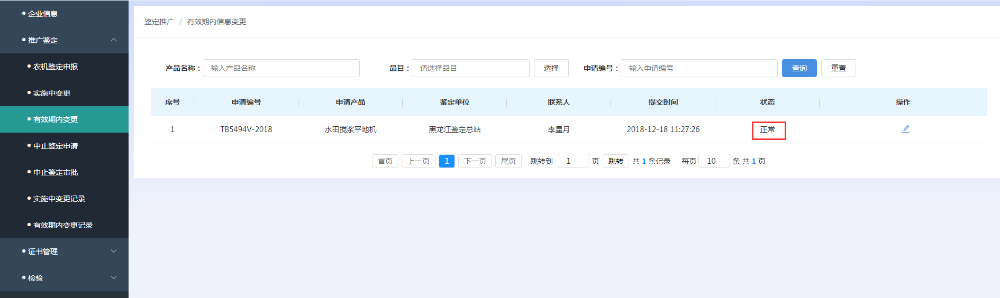 企业信息
推广鉴定
农机鉴定申报
实施中变更
有效期内变更
中止鉴定申请
中止鉴定审批
实施中变更记录
有效期内变更记录
证书管理
检验
鉴定推广 / 有效期内信息变更
产品名称： 输入产品名称 品目： 请选择品目 选择 申请编号： 输入申请编号 查询 重置
序号 申请编号 申请产品 鉴定单位 联系人 提交时间 状态 操作
1 TB5494V-2018 水田搅浆平地机 黑龙江鉴定总站 李星月 2018-12-18 11:27:26 正常
首页 上一页 1 下一页 尾页 跳转到 1 页 跳转 共 1 条记录 每页 10 条 共 1 页